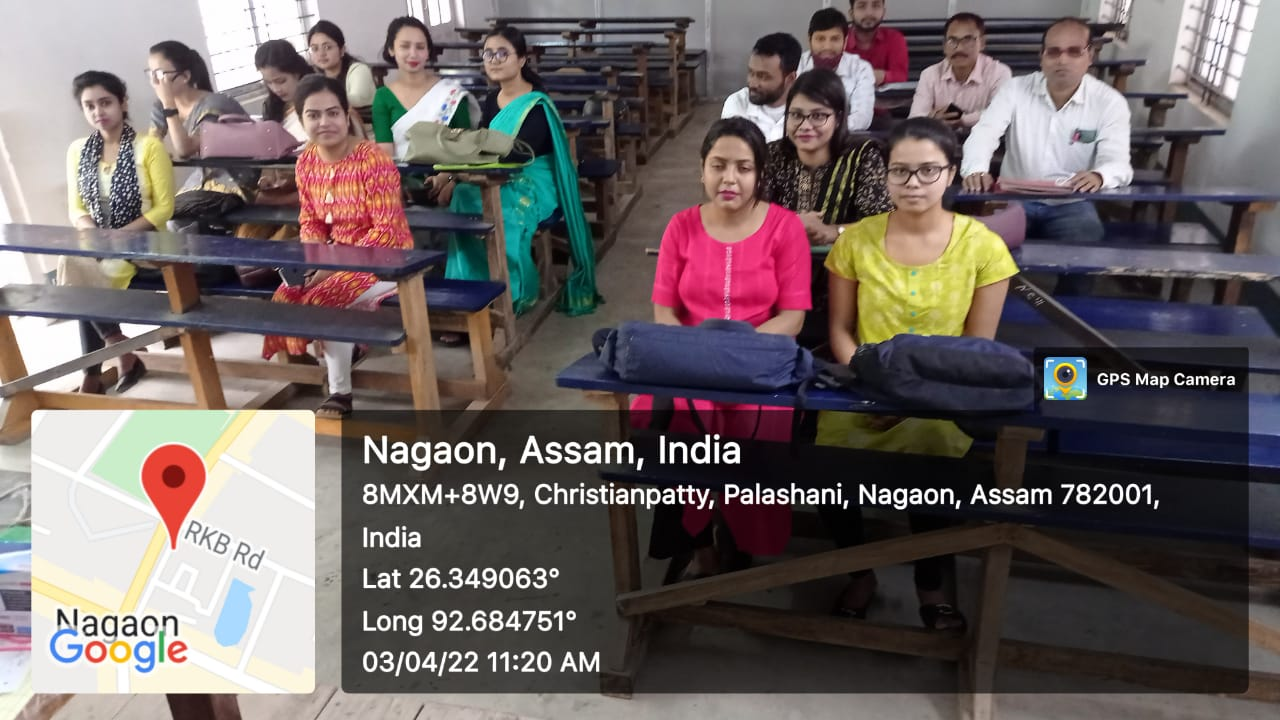 GPS Map Camera
Nagaon, Assam, India
8MXM+8W9, Christianpatty, Palashani, Nagaon, Assam 782001,
India
Lat 26.349063°
Long 92.684751°
03/04/22 11:20 AM
RKB Rd
Nagaon
Google